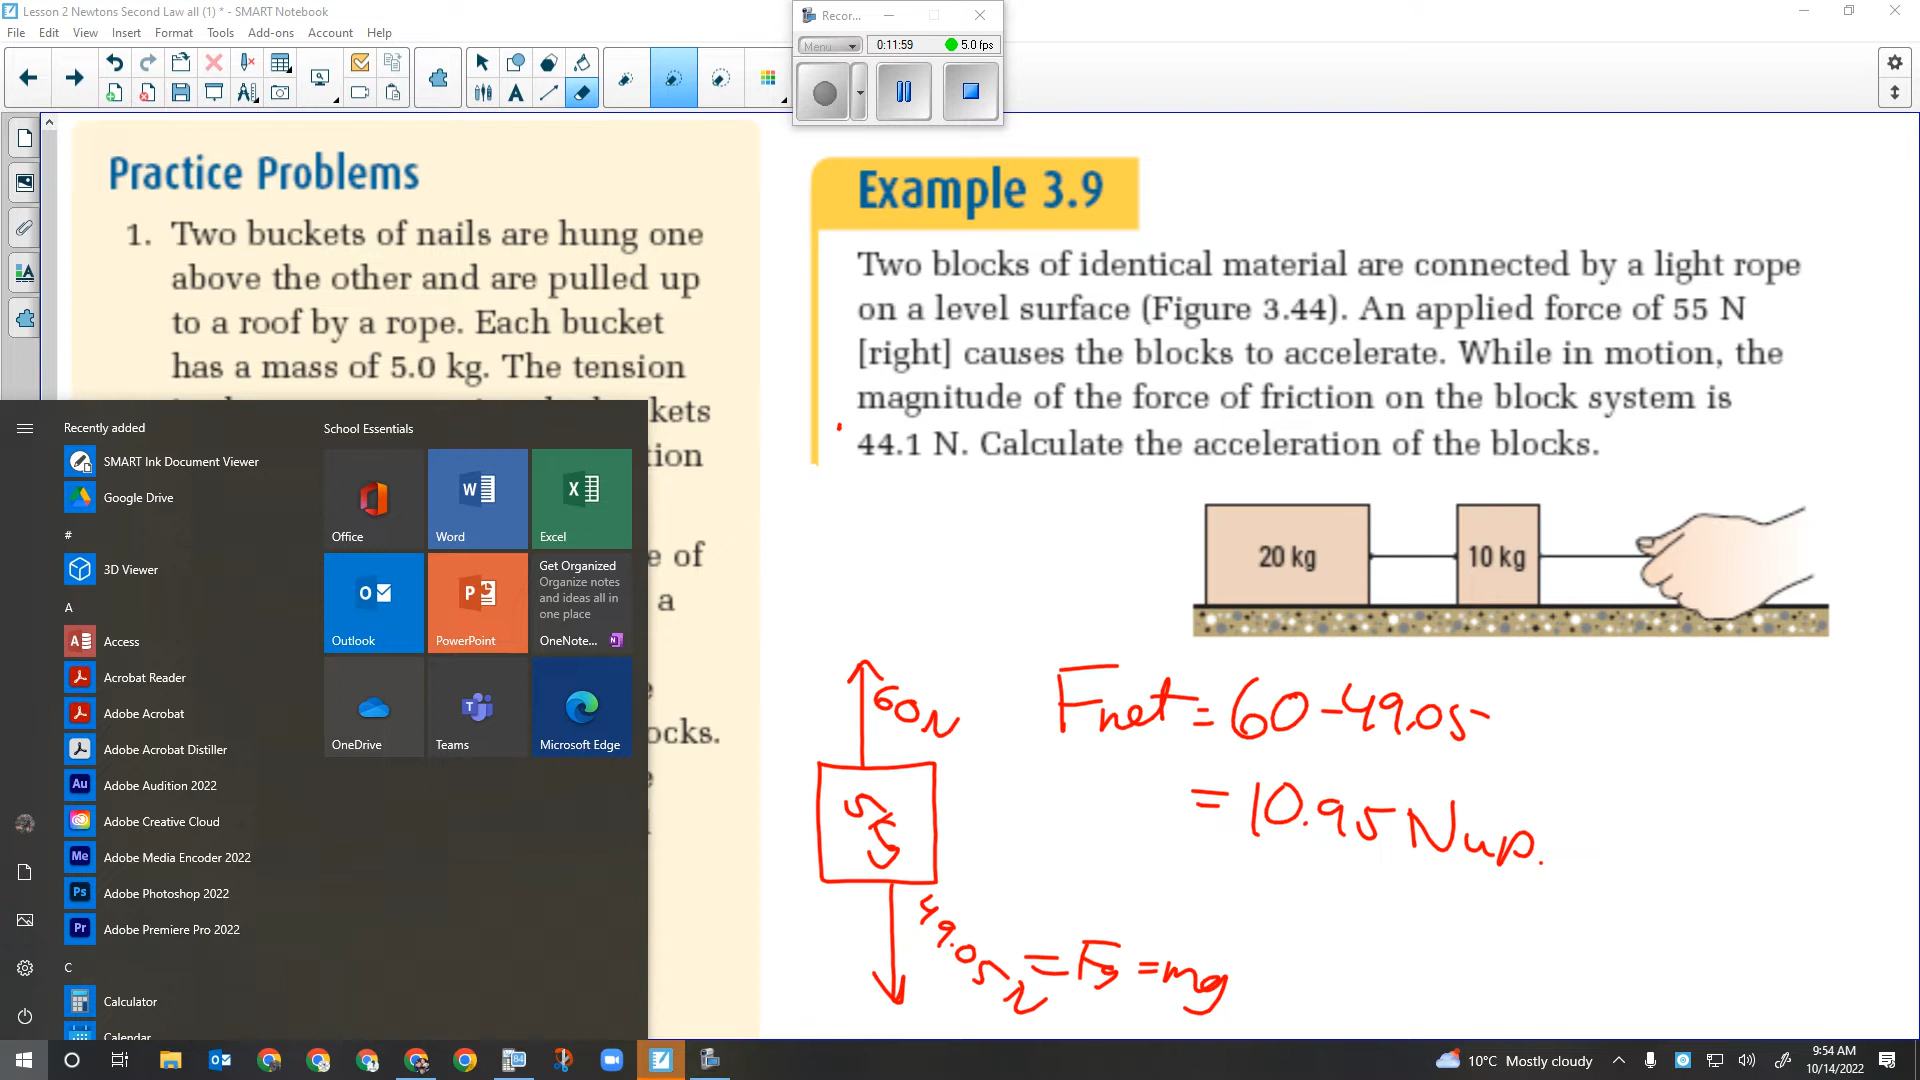 Lesson 2 Newtons Second Law all (1) * - SMART Notebook
File Edit View Insert Format Tools Add-ons Account Help
Recor...
Menu
0:11:59
5.0 fps
Practice Problems
1. Two buckets of nails are hung one
above the other and are pulled up
to a roof by a rope. Each bucket
has a mass of 5.0 kg. The tension
kets
ion
e of
a
e
ocks.
e
Example 3.9
Two blocks of identical material are connected by a light rope
on a level surface (Figure 3.44). An applied force of 55 N
[right] causes the blocks to accelerate. While in motion, the
magnitude of the force of friction on the block system is
44.1 N. Calculate the acceleration of the blocks.
20 kg
10 kg
60N
Fnet = 60-49.05
= 10.95 N up.
49.05 N = Fg = mg
Recently added
SMART Ink Document Viewer
Google Drive
#
3D Viewer
A
Access
Acrobat Reader
Adobe Acrobat
Adobe Acrobat Distiller
Adobe Audition 2022
Adobe Creative Cloud
Adobe Media Encoder 2022
Adobe Photoshop 2022
Adobe Premiere Pro 2022
C
Calculator
Calendar
School Essentials
Office
Word
Excel
Outlook
PowerPoint
Get Organized
Organize notes
and ideas all in
one place
OneNote...
OneDrive
Teams
Microsoft Edge
10°C Mostly cloudy
9:54 AM
10/14/2022